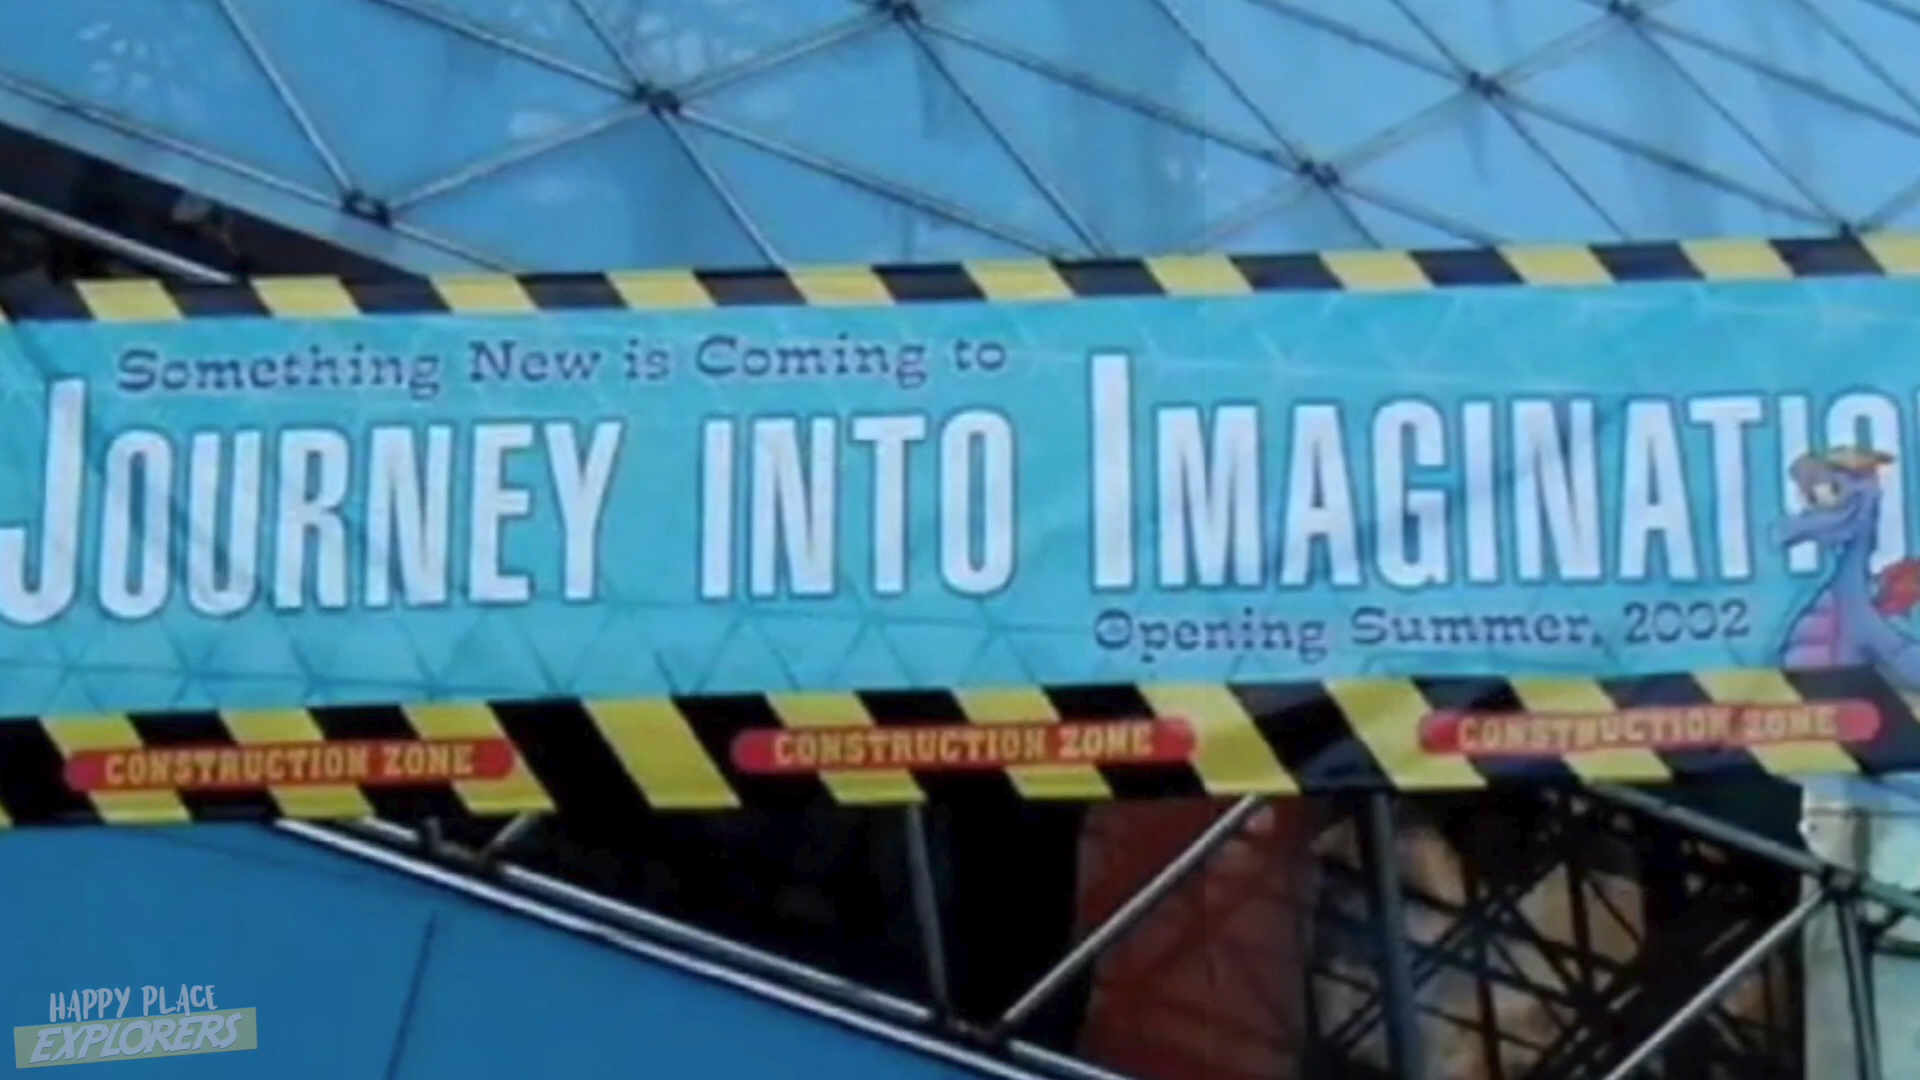 Something New is Coming to
JOURNEY INTO IMAGINATIO
Opening Summer, 2002
CONSTRUCTION ZONE CONSTRUCTION ZONE CONSTRUCTION ZONE
HAPPY PLACE
EXPLORERS